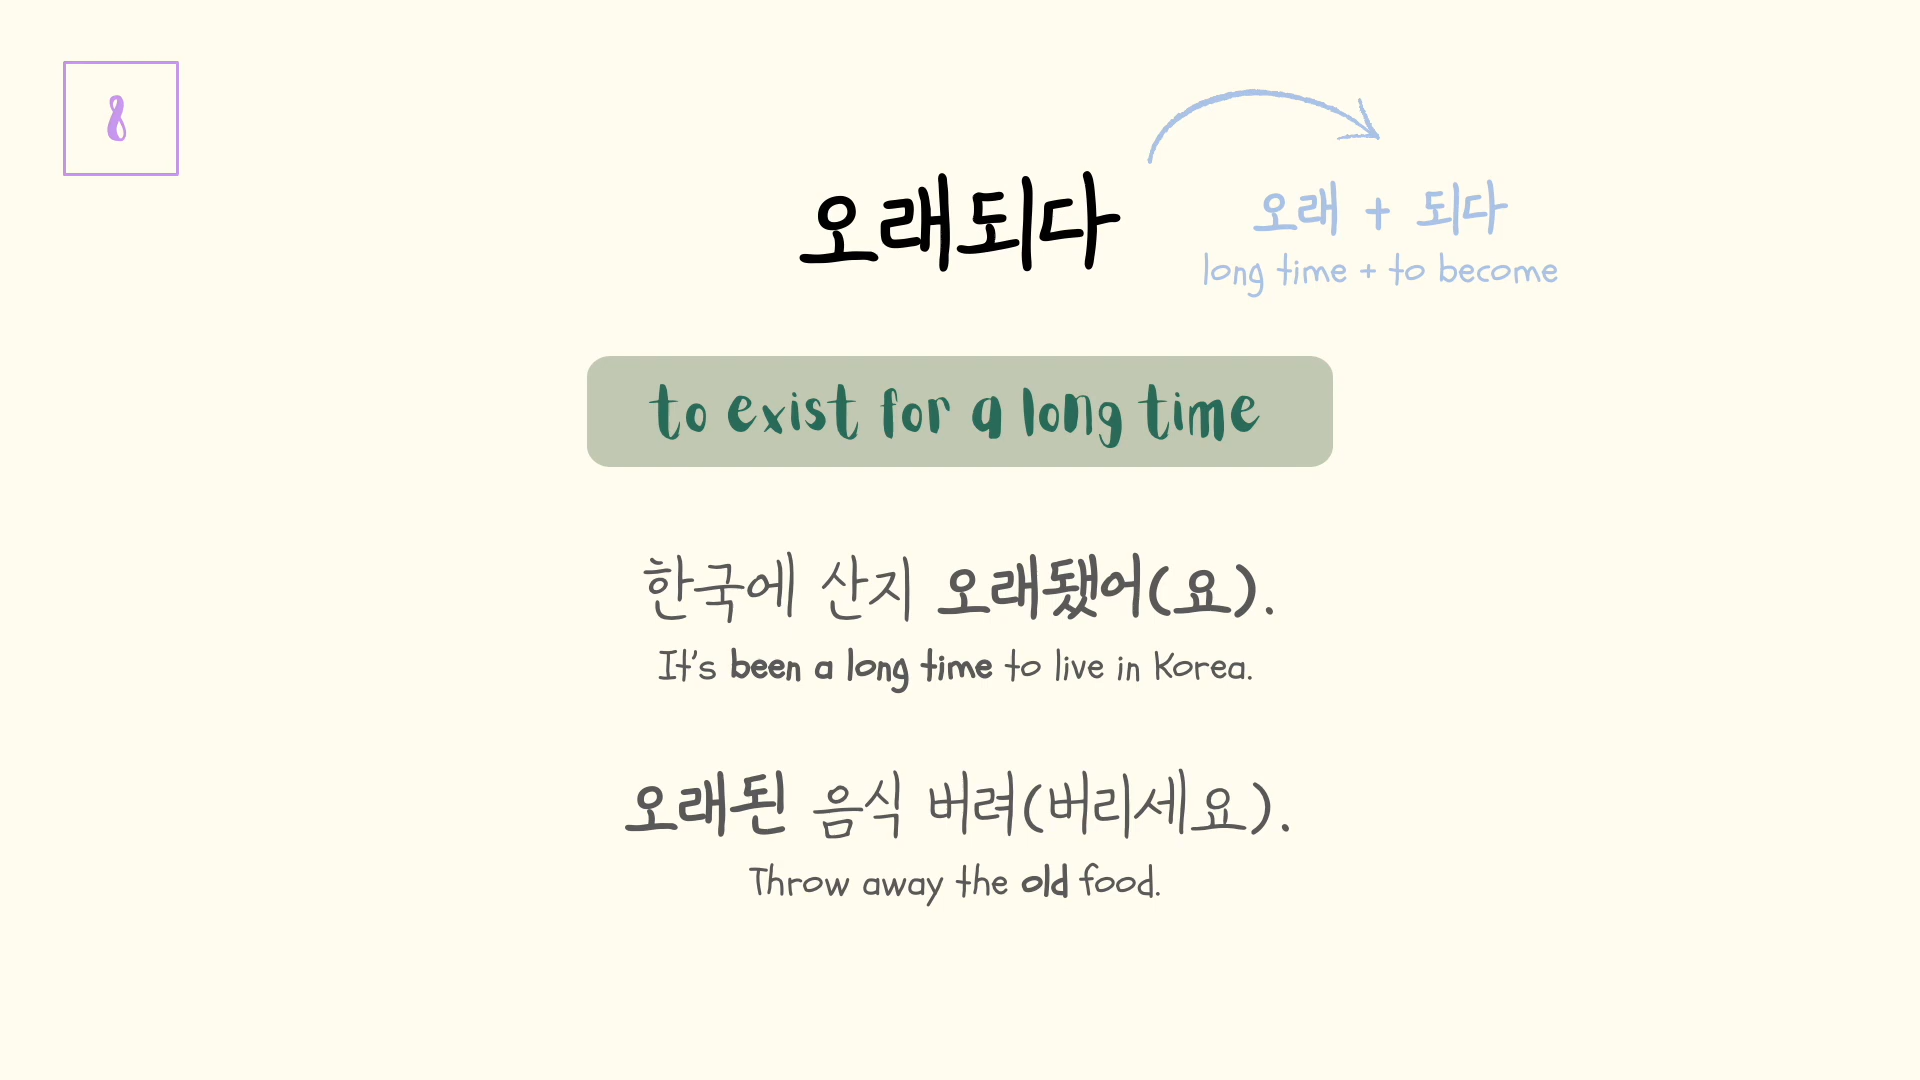 8
오래되다
오래 + 되다
long time + to become
to exist for a long time
한국에 산지 오래됐어(요).
It's been a long time to live in Korea.
오래된 음식 버려(버리세요).
Throw away the old food.